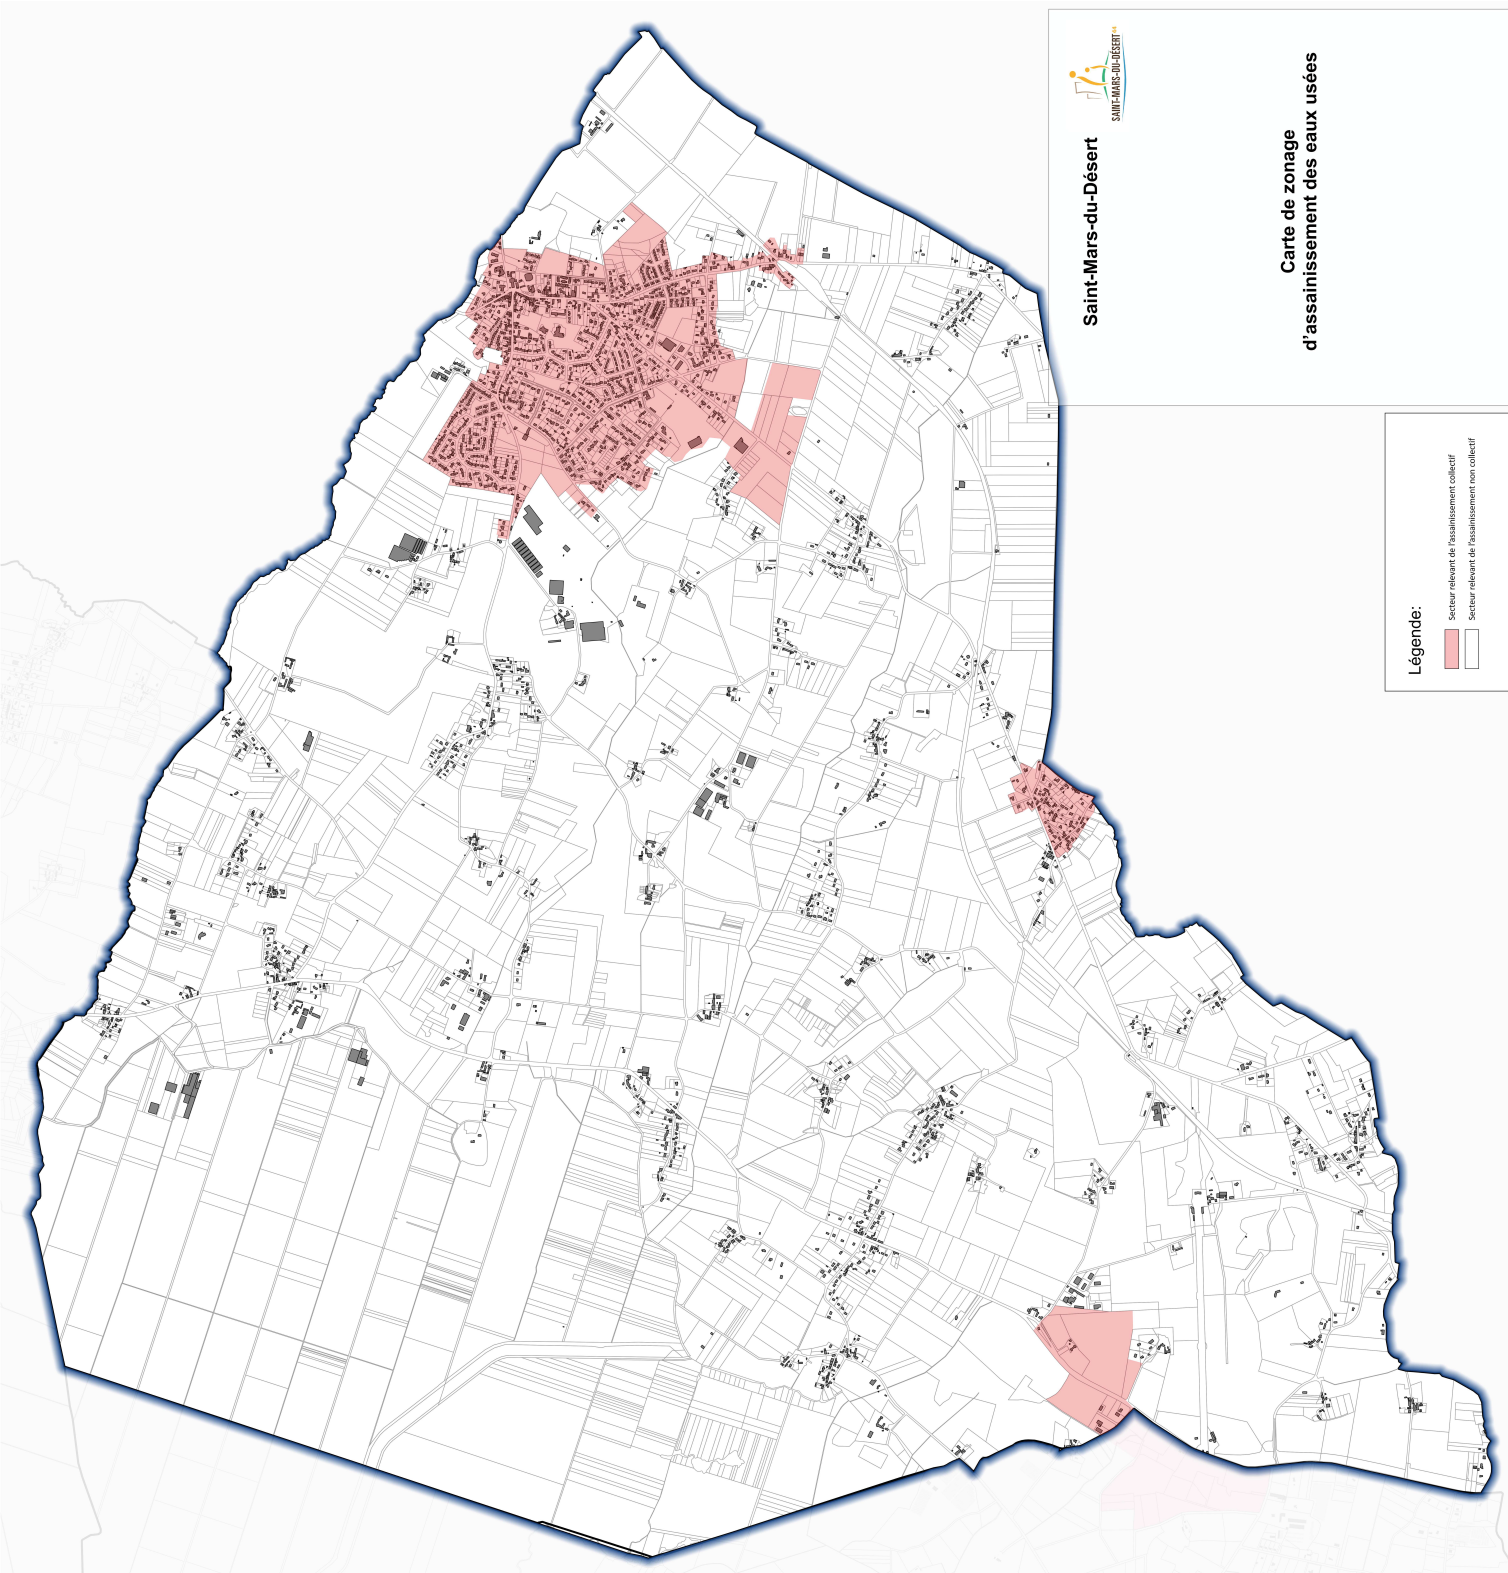 SAINT-MARS-DU-DÉSERT
Saint-Mars-du-Désert
Carte de zonage
d'assainissement des eaux usées
Légende:
Secteur relevant de l'assainissement collectif
Secteur relevant de l'assainissement non collectif